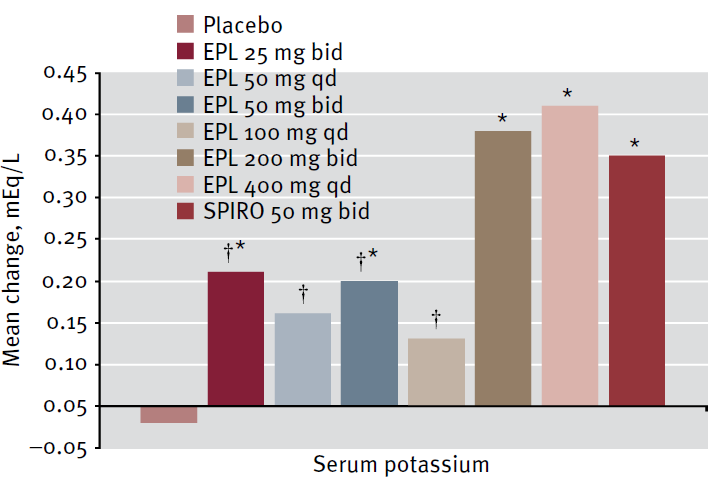 Placebo
EPL 25 mg bid
EPL 50 mg qd
EPL 50 mg bid
EPL 100 mg qd
EPL 200 mg bid
EPL 400 mg qd
SPIRO 50 mg bid
Mean change, mEq/L
0.45
0.40
0.35
0.30
0.25
0.20
0.15
0.10
0.05
–0.05
†*
†
†*
†
*
*
*
Serum potassium